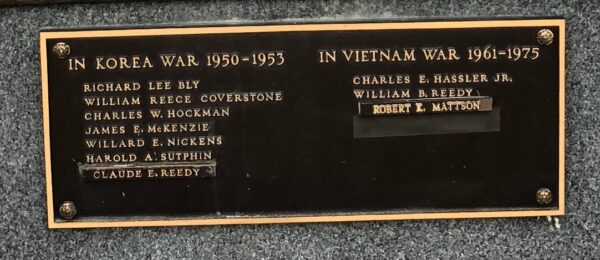 IN KOREA WAR 1950-1953
RICHARD LEE BLY
WILLIAM REECE COVERSTONE
CHARLES W. HOCKMAN
JAMES E. McKENZIE
WILLARD E. NICKENS
HAROLD A. SUTPHIN
CLAUDE E. REEDY
IN VIETNAM WAR 1961-1975
CHARLES E. HASSLER JR.
WILLIAM B. REEDY
ROBERT K. MATTSON